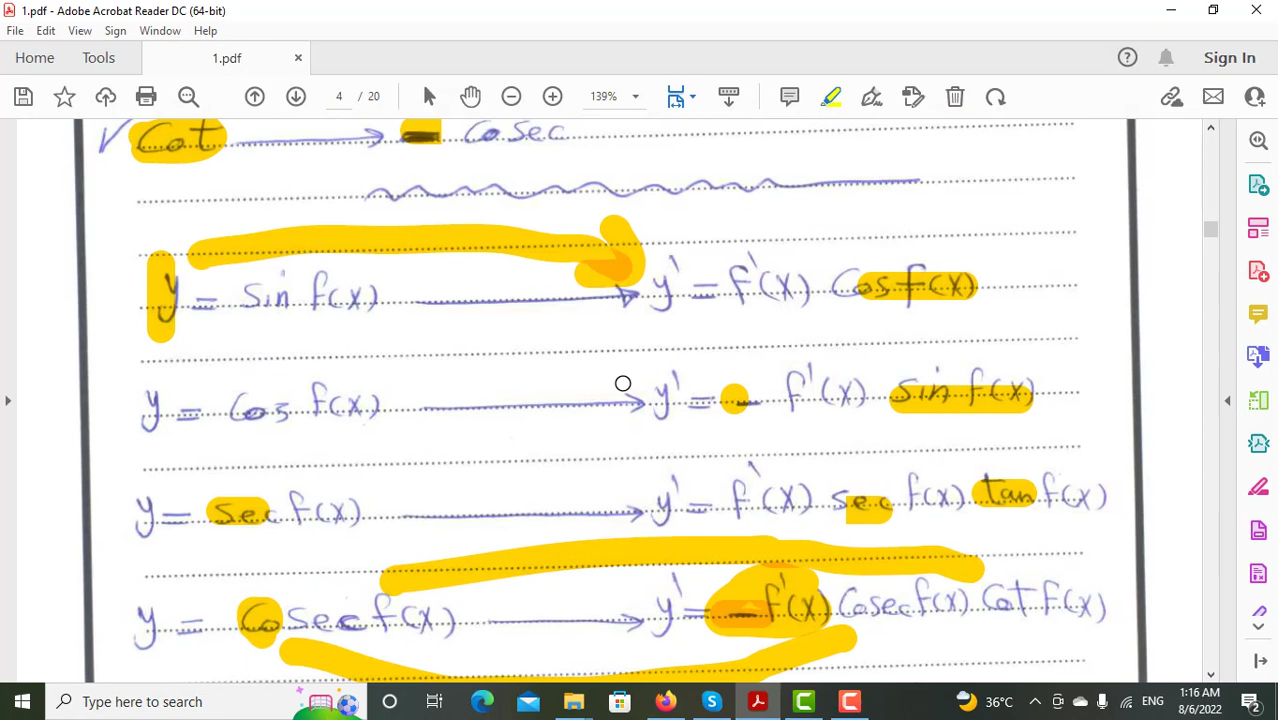 1.pdf - Adobe Acrobat Reader DC (64-bit)
File Edit View Sign Window Help
Home Tools 1.pdf Sign In
4 / 20 139%
√ Cot → - Cosec
y = Sin f(x) → y' = f'(x) Cos f(x)
y = Cos f(x) → y' = - f'(x) Sin f(x)
y = sec f(x) → y' = f'(x) sec f(x) tan f(x)
y = Cosec f(x) → y' = - f'(x) Cosec f(x) Cot f(x)
Type here to search
36°C ENG 1:16 AM
8/6/2022
2